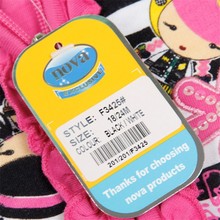 nova
STYLE: F3425#
SIZE: 18/24M
COLOUR: BLACK/WHITE
201/201/F3425
Thanks for choosing
nova products